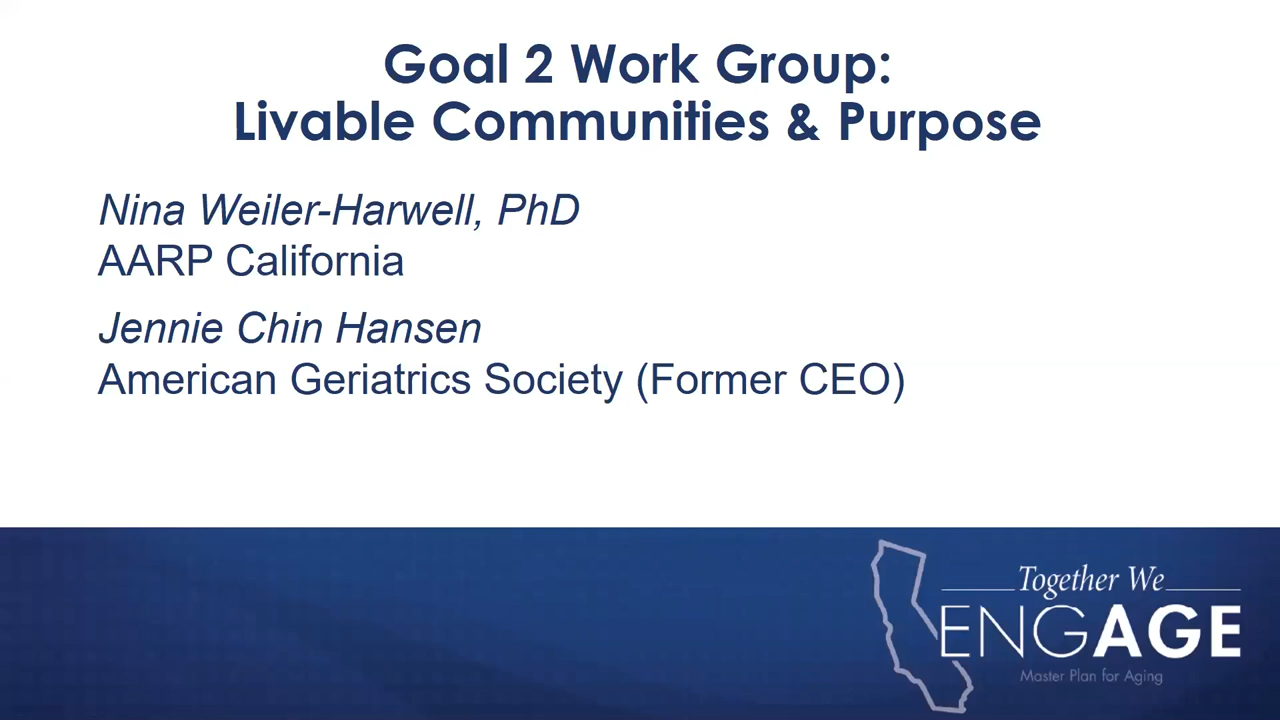 Goal 2 Work Group:
Livable Communities & Purpose
Nina Weiler-Harwell, PhD
AARP California
Jennie Chin Hansen
American Geriatrics Society (Former CEO)
Together We
ENGAGE
Master Plan for Aging